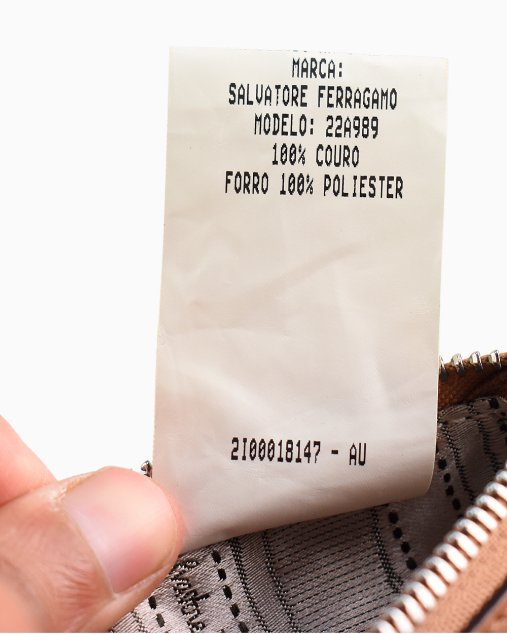 MARCA:
SALVATORE FERRAGAMO
MODELO: 22A989
100% COURO
FORRO 100% POLIESTER
2I00018147 - AU